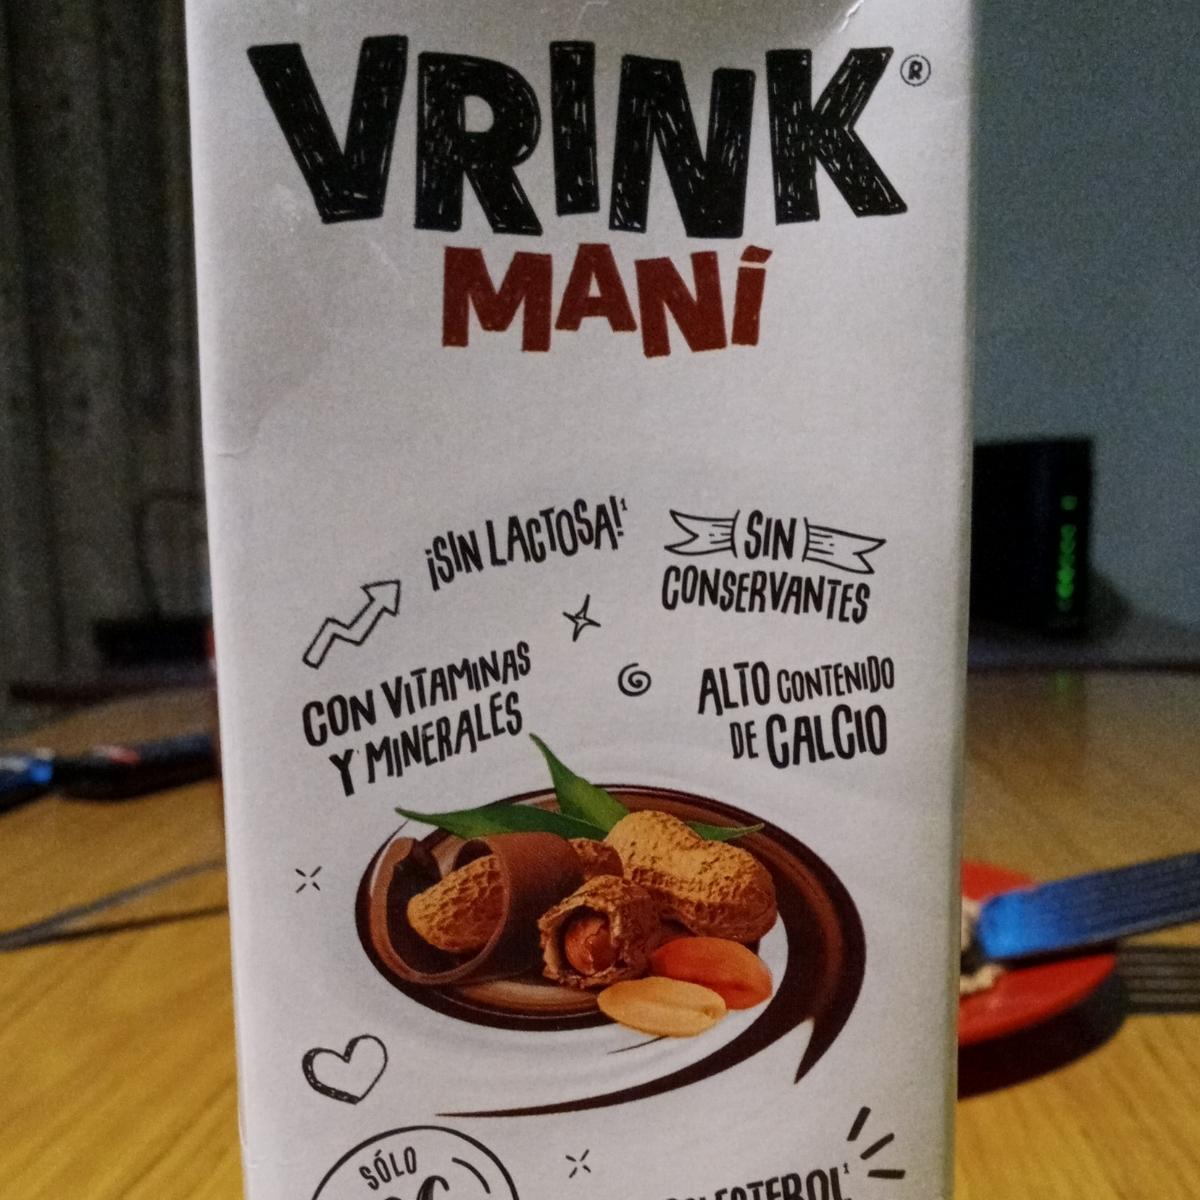 VRINK®
MANÍ
¡SIN LACTOSA!¹
SIN
CONSERVANTES
CON VITAMINAS
Y MINERALES
ALTO CONTENIDO
DE CALCIO
SÓLO